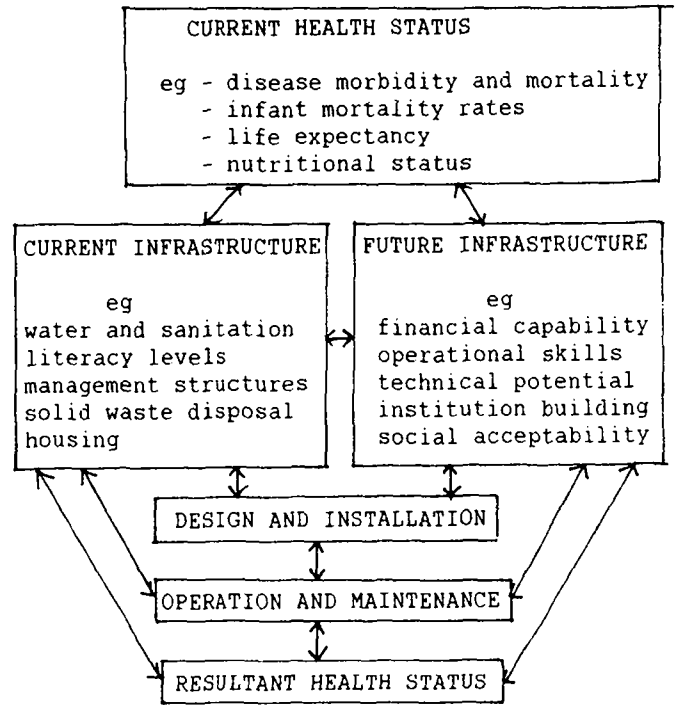 CURRENT HEALTH STATUS
eg - disease morbidity and mortality
- infant mortality rates
- life expectancy
- nutritional status
CURRENT INFRASTRUCTURE
eg
water and sanitation
literacy levels
management structures
solid waste disposal
housing
FUTURE INFRASTRUCTURE
eg
financial capability
operational skills
technical potential
institution building
social acceptability
DESIGN AND INSTALLATION
OPERATION AND MAINTENANCE
RESULTANT HEALTH STATUS